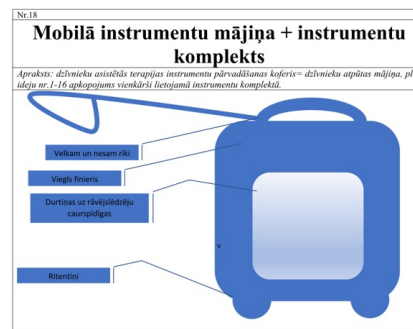 Nr.18
Mobilā instrumentu mājiņa + instrumentu
komplekts
Apraksts: dzīvnieku asistētās terapijas instrumentu pārvadāšanas koferis= dzīvnieku atpūtas mājiņa, pl
ideju nr.1-16 apkopojums vienkārši lietojamā instrumentu komplektā.
Velkam un nesam rīki
Viegls finieris
Durtiņas uz rāvējslēdzēju
caurspīdīgas
v
Ritentiņi